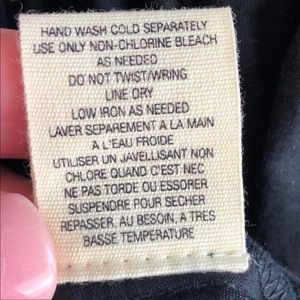 HAND WASH COLD SEPARATELY
USE ONLY NON-CHLORINE BLEACH
AS NEEDED
DO NOT TWIST/WRING
LINE DRY
LOW IRON AS NEEDED
LAVER SEPAREMENT A LA MAIN
A L'EAU FROIDE
UTILISER UN JAVELLISANT NON
CHLORE QUAND C'EST NEC
NE PAS TORDE OU ESSORER
SUSPENDRE POUR SECHER
REPASSER, AU BESOIN, A TRES
BASSE TEMPERATURE